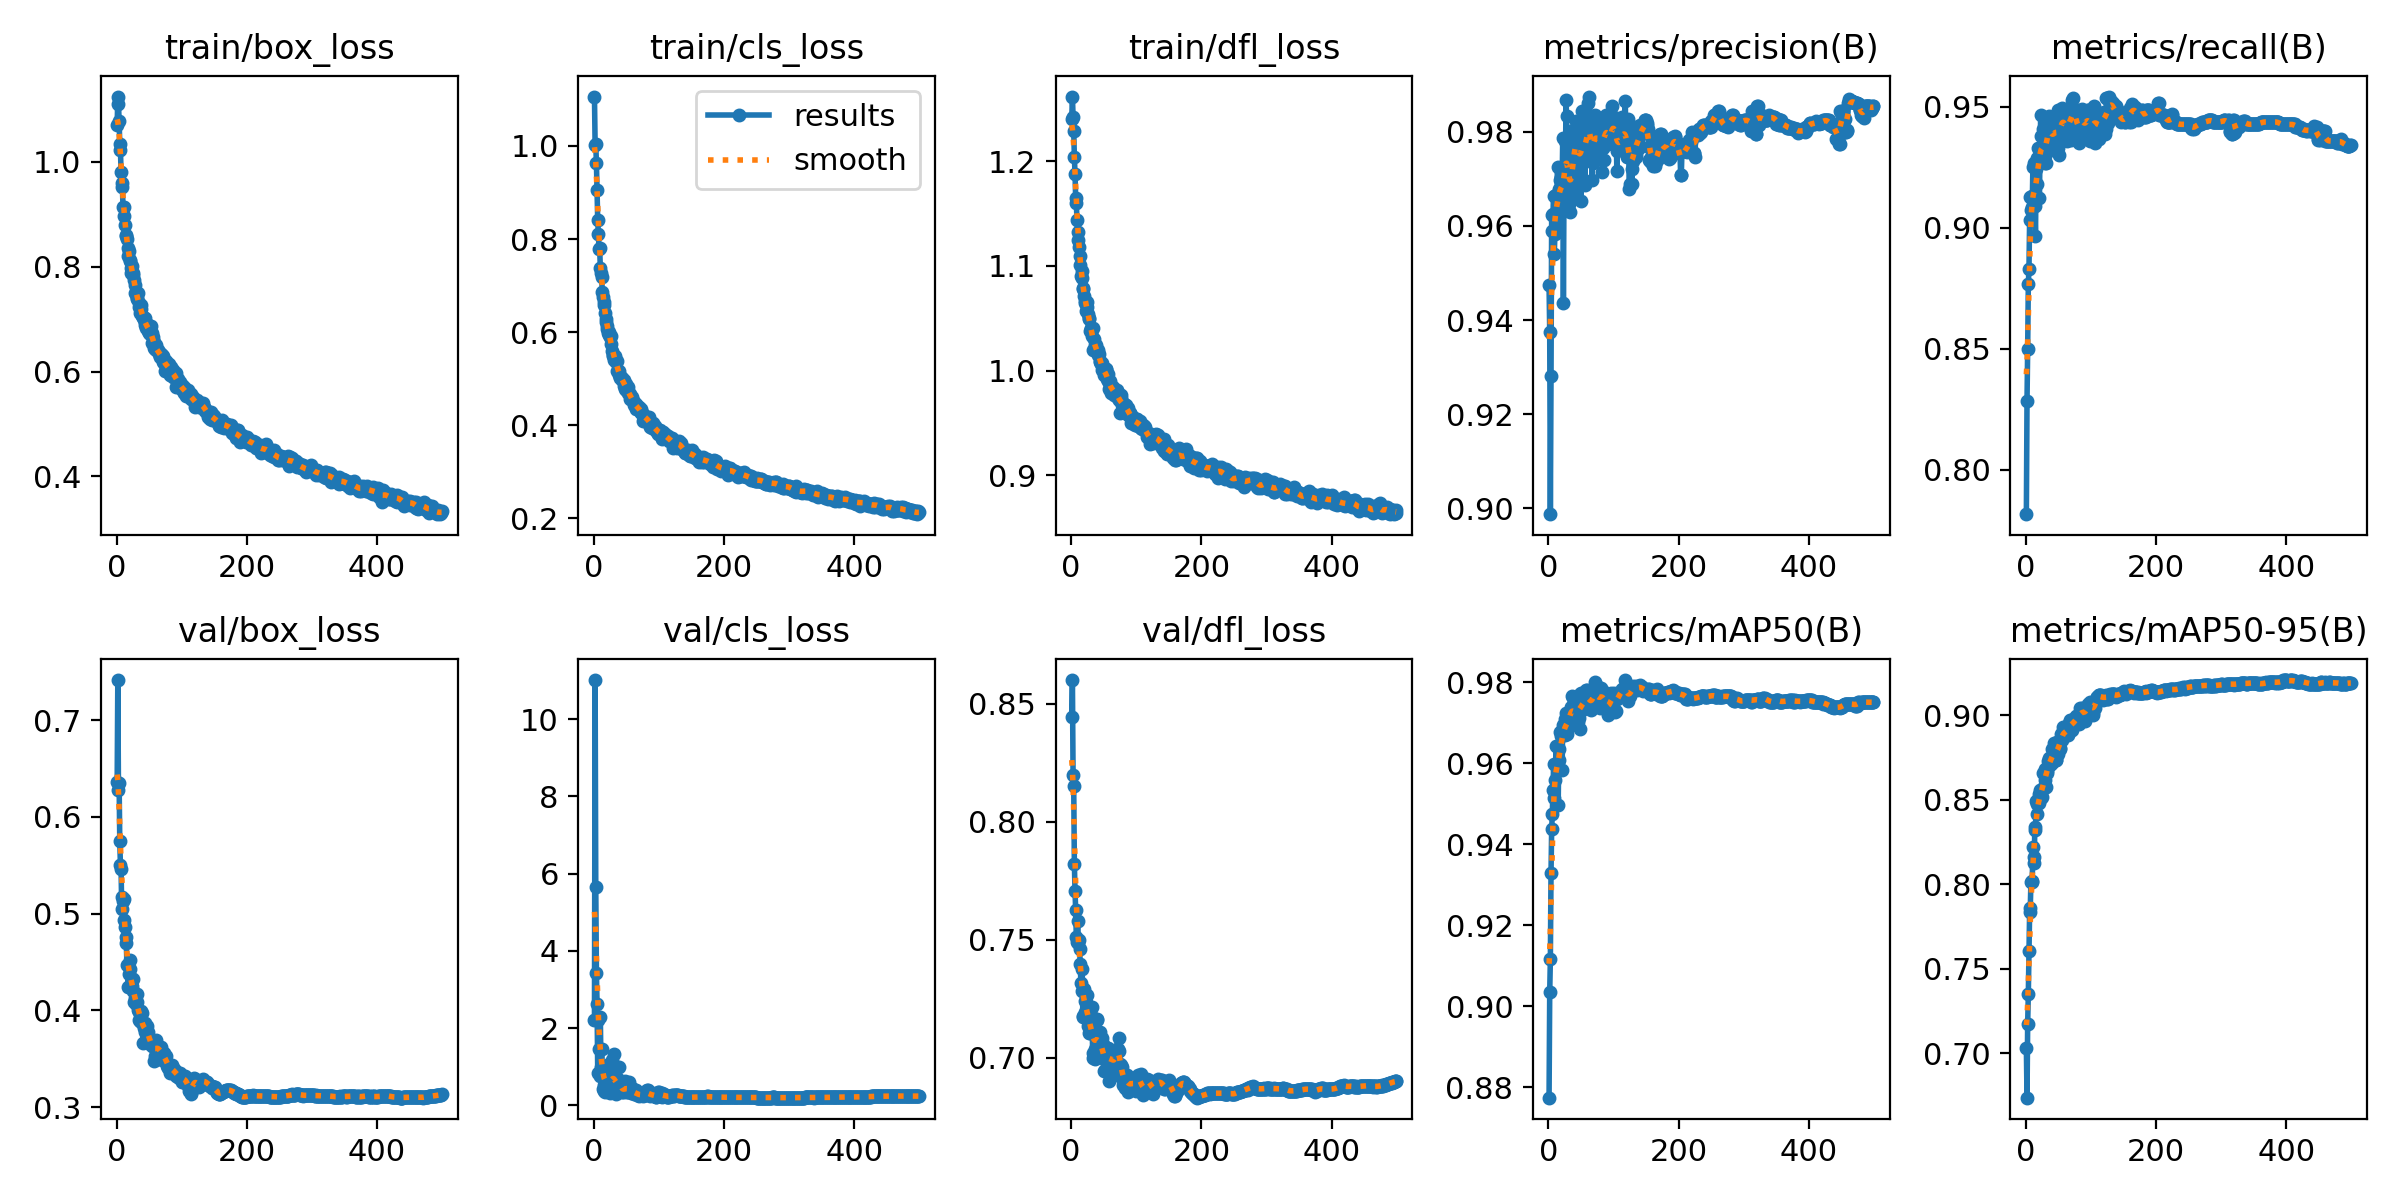 train/box_loss
train/cls_loss
train/dfl_loss
metrics/precision(B)
metrics/recall(B)
1.0
0.8
0.6
0.4
0 200 400
results
smooth
1.0
0.8
0.6
0.4
0.2
0 200 400
1.2
1.1
1.0
0.9
0 200 400
0.98
0.96
0.94
0.92
0.90
0 200 400
0.95
0.90
0.85
0.80
0 200 400
val/box_loss
val/cls_loss
val/dfl_loss
metrics/mAP50(B)
metrics/mAP50-95(B)
0.7
0.6
0.5
0.4
0.3
0 200 400
10
8
6
4
2
0
0 200 400
0.85
0.80
0.75
0.70
0 200 400
0.98
0.96
0.94
0.92
0.90
0.88
0 200 400
0.90
0.85
0.80
0.75
0.70
0 200 400